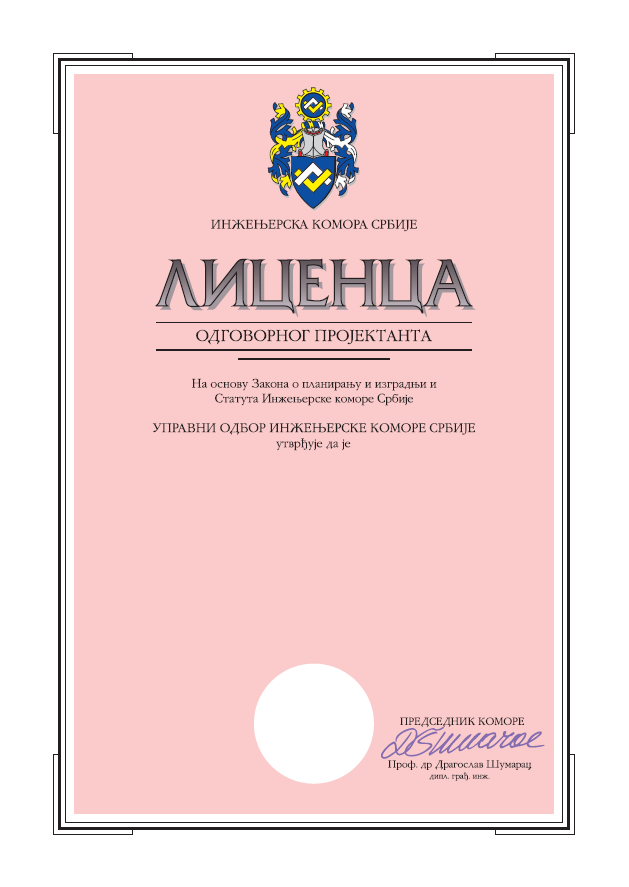 ИНЖЕЊЕРСКА КОМОРА СРБИЈЕ
ЛИЦЕНЦА
ОДГОВОРНОГ ПРОЈЕКТАНТА
На основу Закона о планирању и изградњи и
Статута Инжењерске коморе Србије
УПРАВНИ ОДБОР ИНЖЕЊЕРСКЕ КОМОРЕ СРБИЈЕ
утврђује да је
ПРЕДСЕДНИК КОМОРЕ
Проф. др Драгослав Шумарац
дипл. грађ. инж.